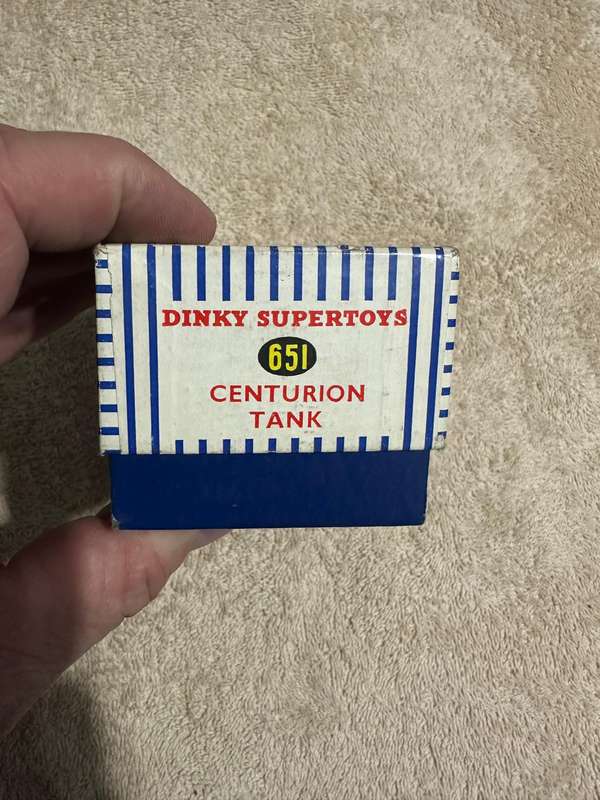 DINKY SUPERTOYS
651
CENTURION
TANK